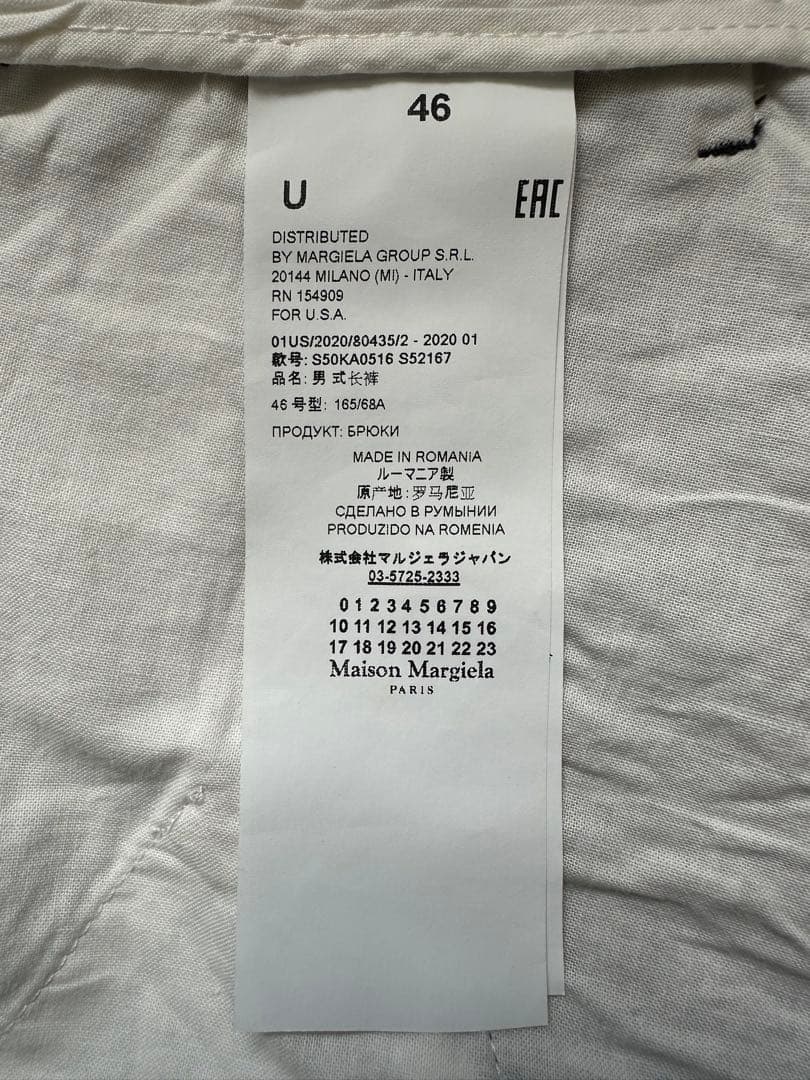 46
U
EAC
DISTRIBUTED
BY MARGIELA GROUP S.R.L.
20144 MILANO (MI) - ITALY
RN 154909
FOR U.S.A.
01US/2020/80435/2 - 2020 01
款号: S50KA0516 S52167
品名: 男 式长裤
46 号型: 165/68A
ПРОДУКТ: БРЮКИ
MADE IN ROMANIA
ルーマニア製
原产地: 罗马尼亚
СДЕЛАНО В РУМЫНИИ
PRODUZIDO NA ROMENIA
株式会社マルジェラジャパン
03-5725-2333
0 1 2 3 4 5 6 7 8 9
10 11 12 13 14 15 16
17 18 19 20 21 22 23
Maison Margiela
PARIS